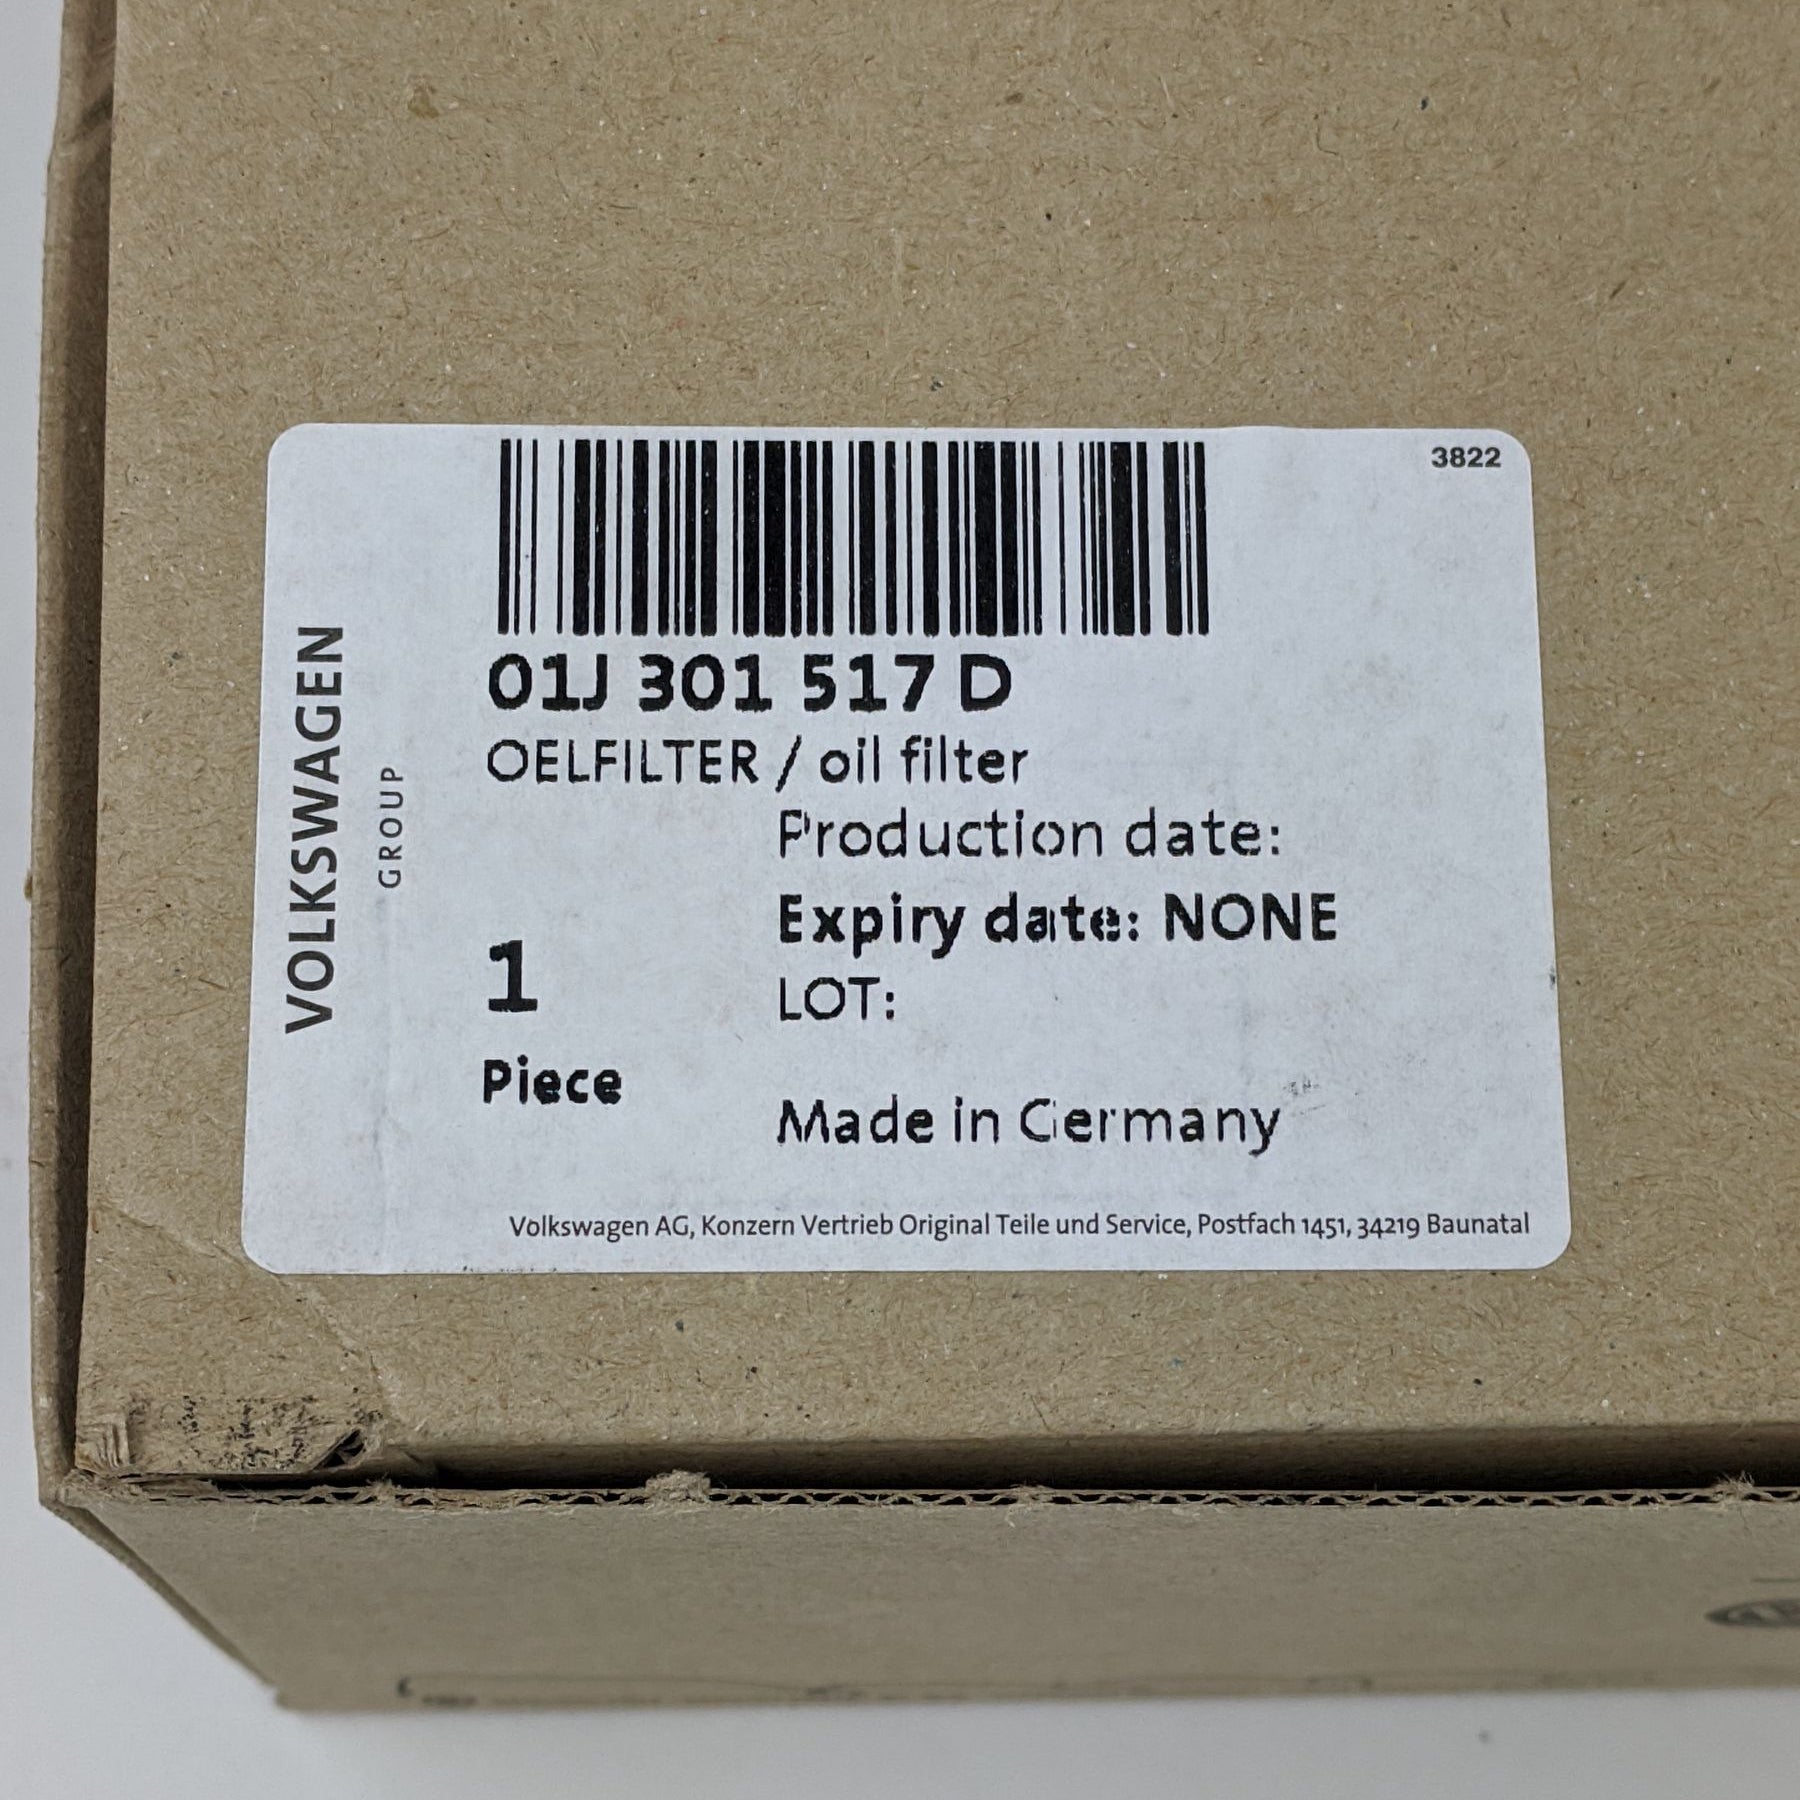 3822
01J 301 517 D
OELFILTER / oil filter
Production date:
Expiry date: NONE
LOT:
1
Piece
Made in Germany
Volkswagen AG, Konzern Vertrieb Original Teile und Service, Postfach 1451, 34219 Baunatal
VOLKSWAGEN
GROUP